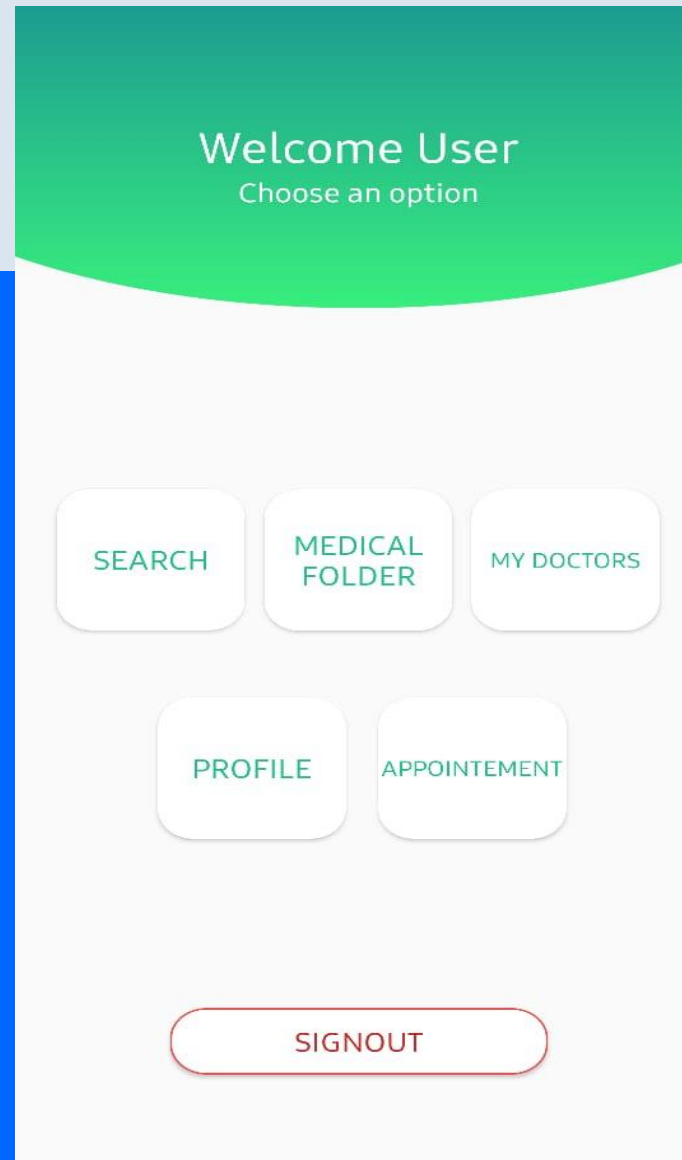 Welcome User
Choose an option
SEARCH
MEDICAL
FOLDER
MY DOCTORS
PROFILE
APPOINTEMENT
SIGNOUT